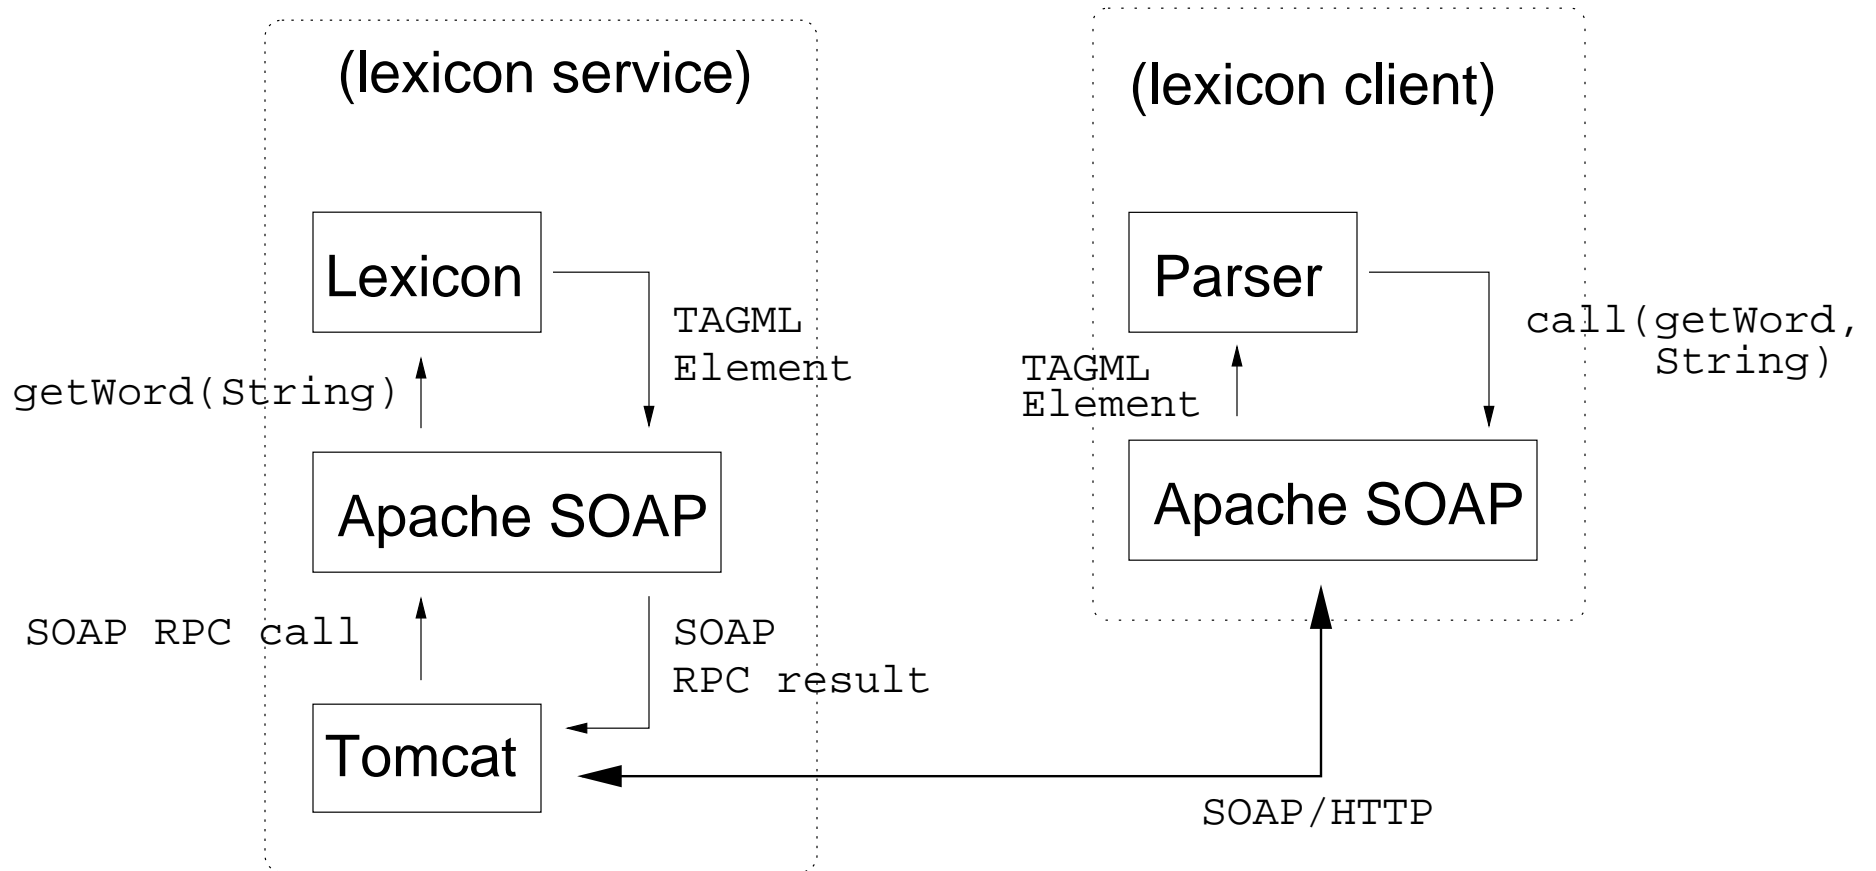 (lexicon service)
Lexicon
TAGML
Element
getWord(String)
Apache SOAP
SOAP RPC call
SOAP
RPC result
Tomcat
(lexicon client)
Parser
call(getWord,
String)
TAGML
Element
Apache SOAP
SOAP/HTTP